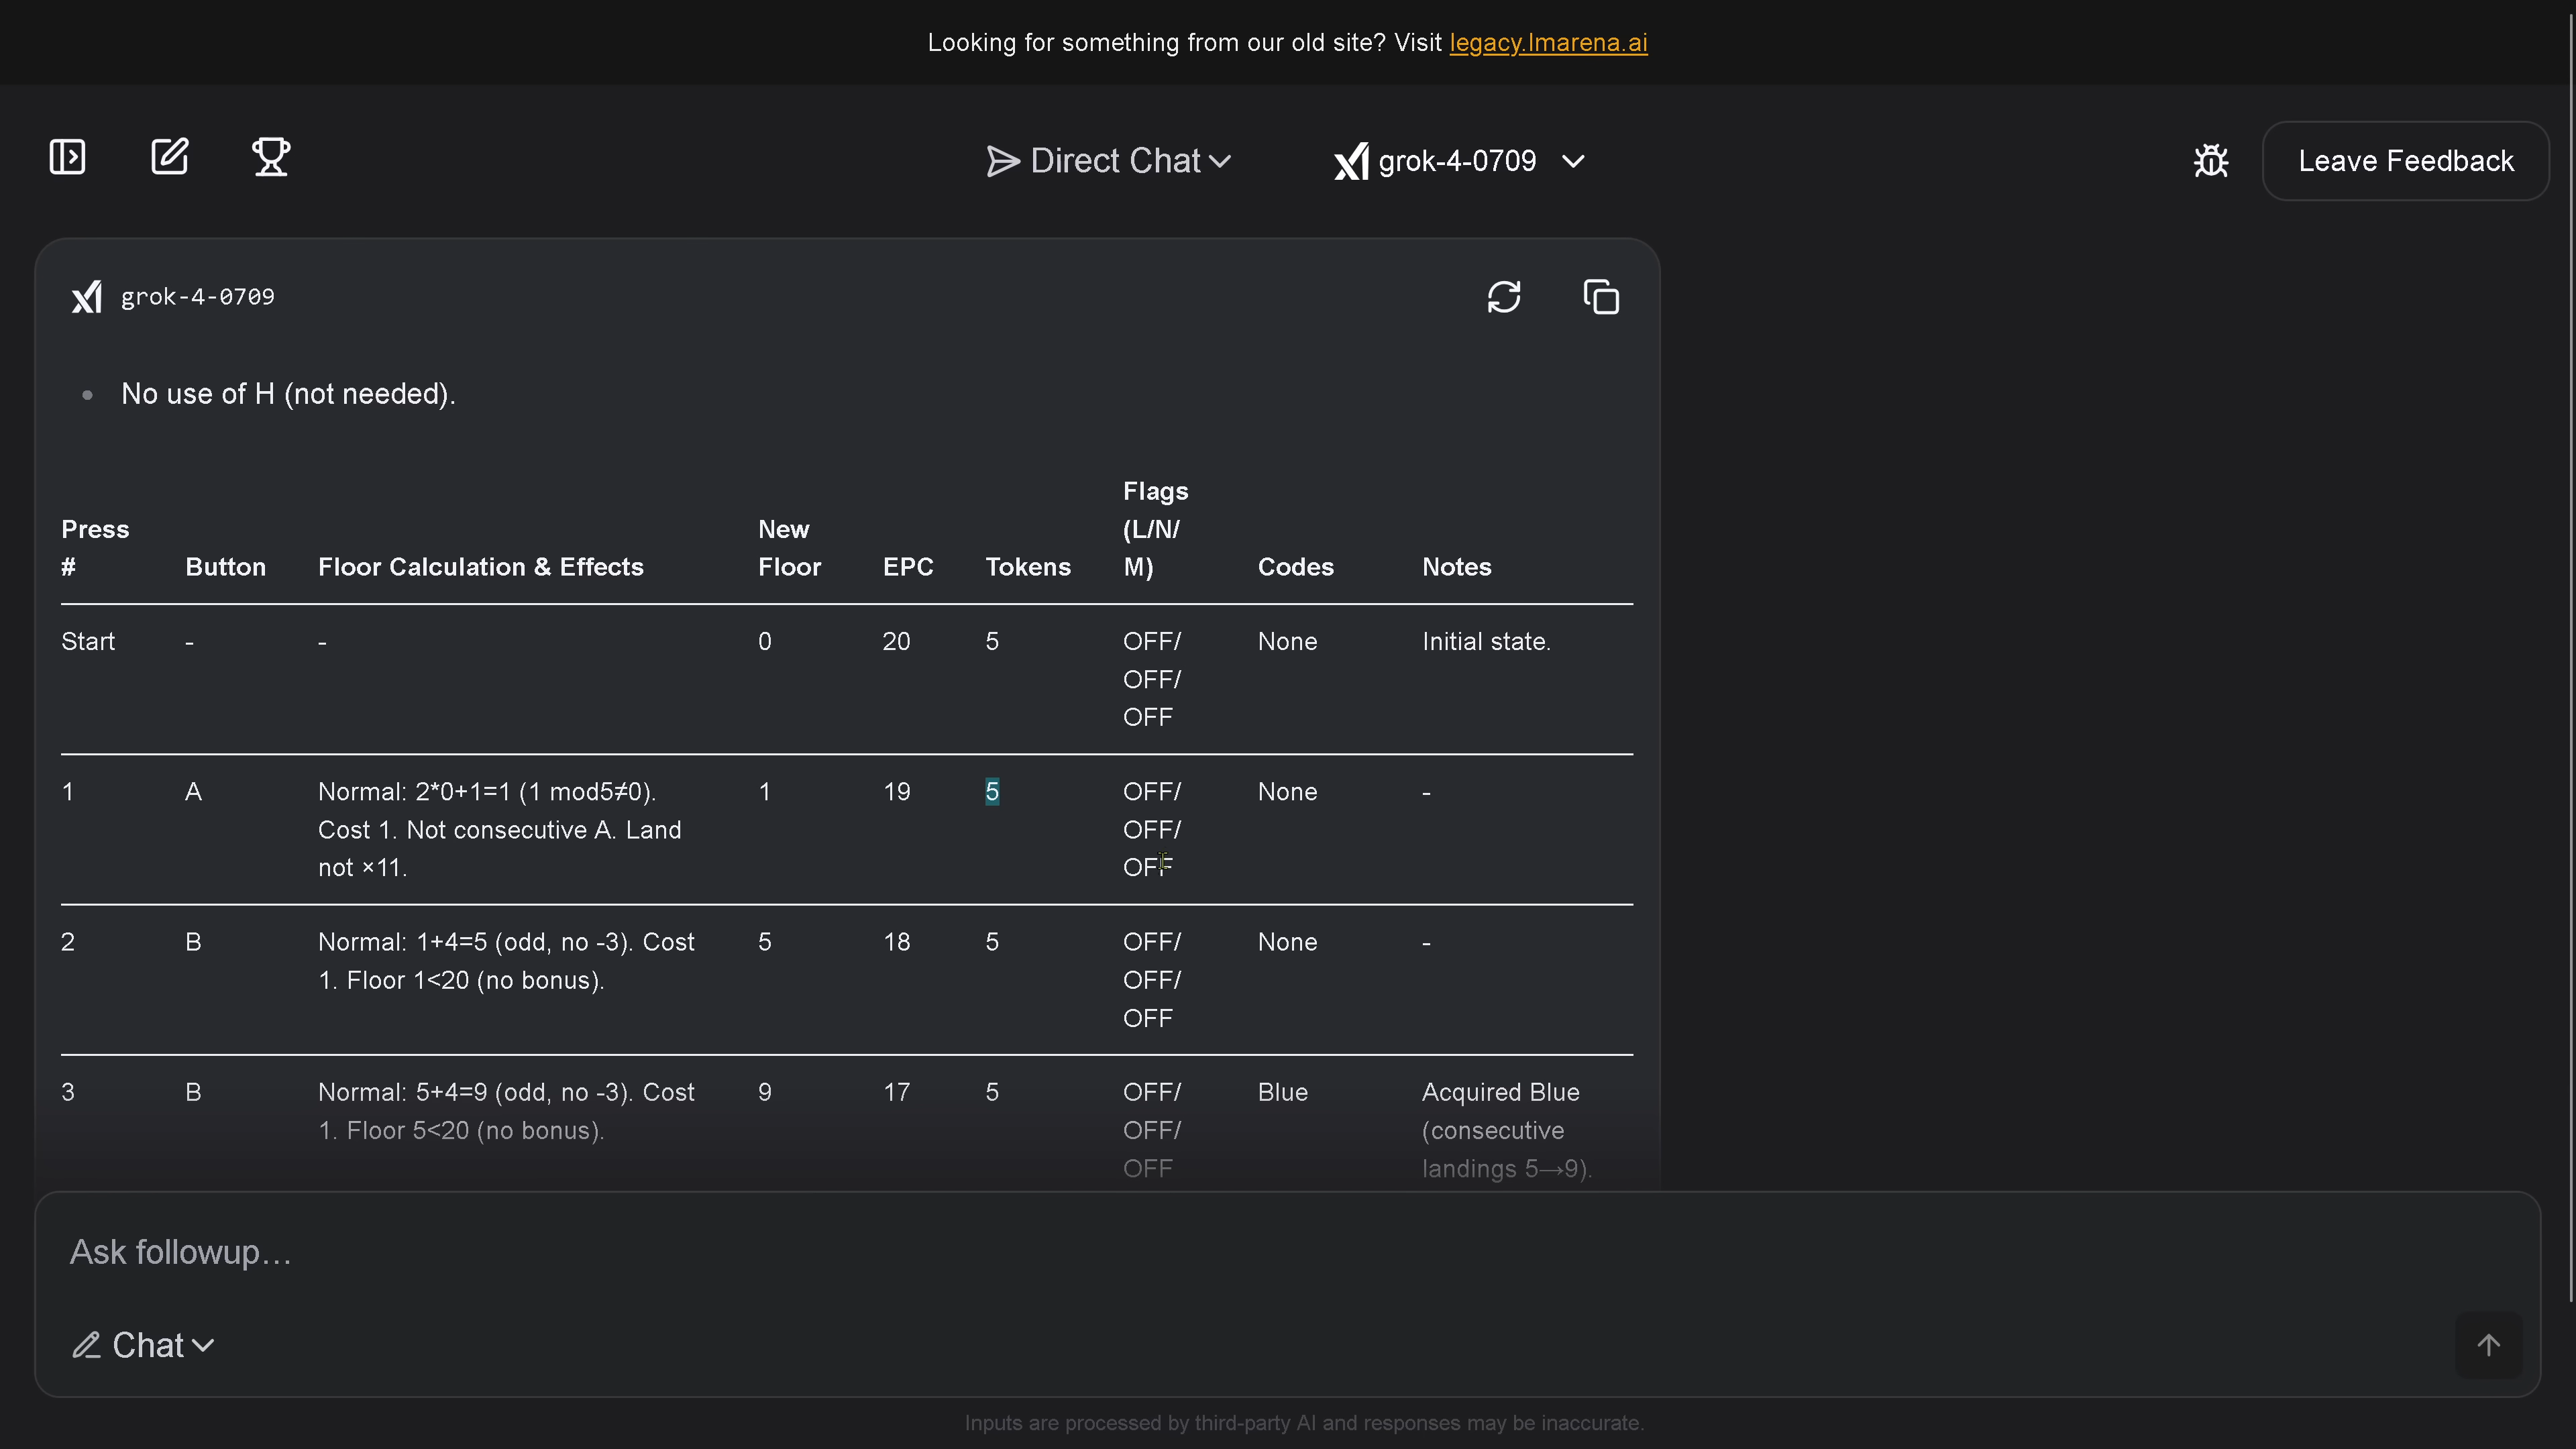 Looking for something from our old site? Visit legacy.lmarena.ai
Direct Chat
grok-4-0709
Leave Feedback
grok-4-0709
• No use of H (not needed).
Press # Button Floor Calculation & Effects New Floor EPC Tokens Flags (L/N/M) Codes Notes
Start - - 0 20 5 OFF/ None Initial state.
OFF/
OFF
1 A Normal: 2*0+1=1 (1 mod5≠0). 1 19 5 OFF/ None -
Cost 1. Not consecutive A. Land OFF/
not ×11. OFF
2 B Normal: 1+4=5 (odd, no -3). Cost 5 18 5 OFF/ None -
1. Floor 1<20 (no bonus). OFF/
OFF
3 B Normal: 5+4=9 (odd, no -3). Cost 9 17 5 OFF/ Blue Acquired Blue
1. Floor 5<20 (no bonus). OFF/ (consecutive
OFF landings 5→9).
Ask followup…
Chat
Inputs are processed by third-party AI and responses may be inaccurate.